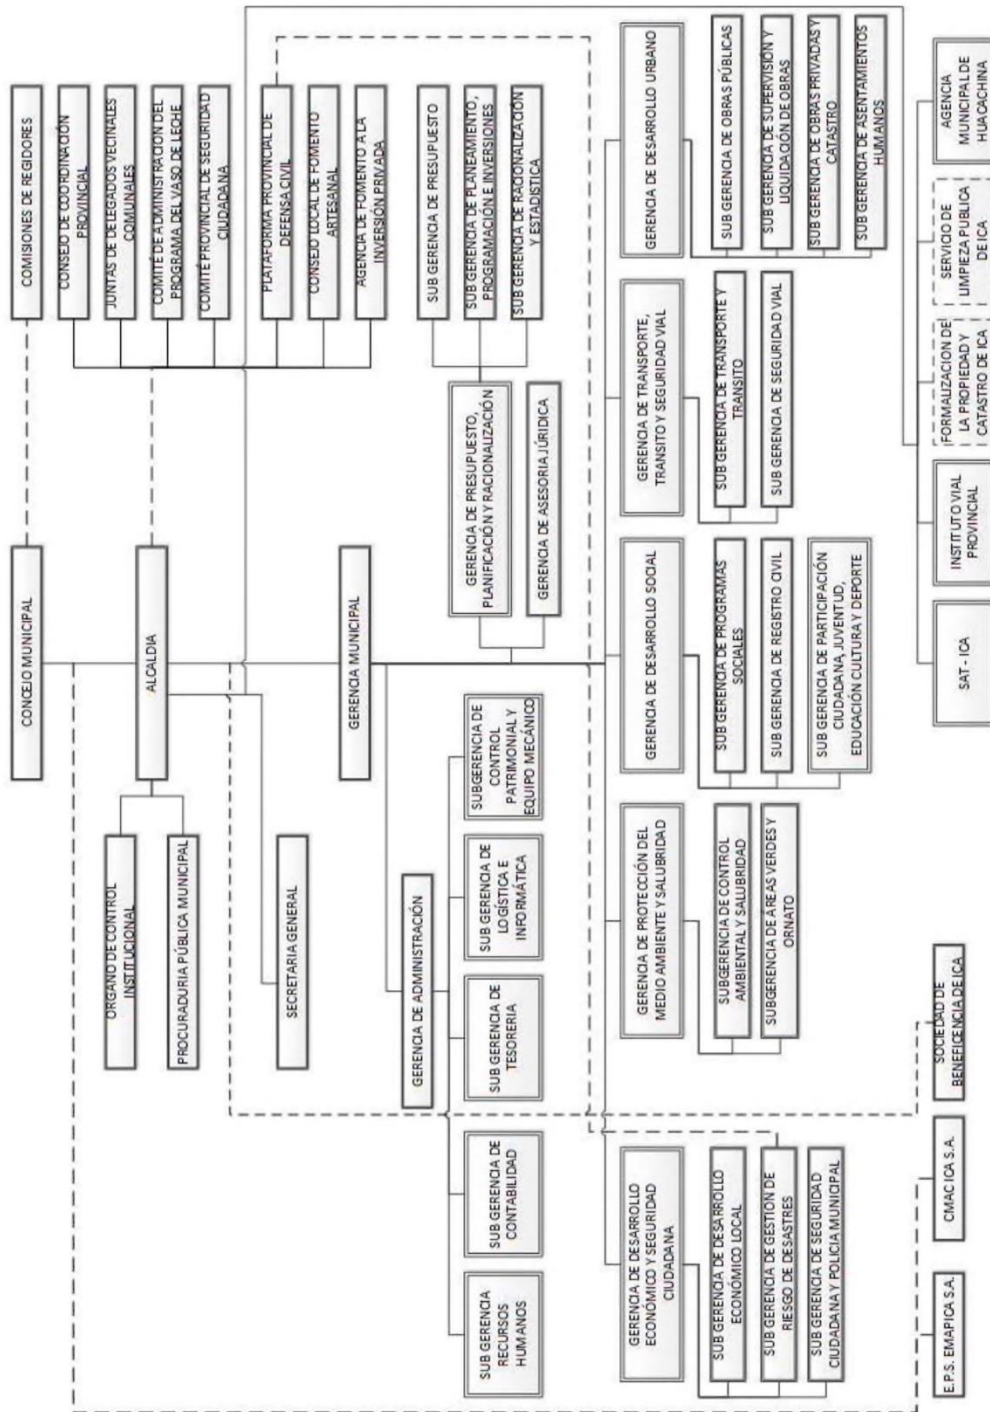 CONCEJO MUNICIPAL
COMISIONES DE REGIDORES
ALCALDIA
CONSEJO DE COORDINACIÓN
PROVINCIAL
JUNTAS DE DELEGADOS VECINALES
COMUNALES
COMITÉ DE ADMINISTRACION DEL
PROGRAMA DEL VASO DE LECHE
COMITÉ PROVINCIAL DE SEGURIDAD
CIUDADANA
PLATAFORMA PROVINCIAL DE
DEFENSA CIVIL
CONSEJO LOCAL DE FOMENTO
ARTESANAL
AGENCIA DE FOMENTO A LA
INVERSIÓN PRIVADA
ORGANO DE CONTROL
INSTITUCIONAL
PROCURADURIA PÚBLICA MUNICIPAL
SECRETARIA GENERAL
GERENCIA MUNICIPAL
GERENCIA DE PRESUPUESTO,
PLANIFICACIÓN Y RACIONALIZACIÓN
SUB GERENCIA DE PRESUPUESTO
SUB GERENCIA DE PLANEAMIENTO,
PROGRAMACIÓN E INVERSIONES
SUB GERENCIA DE RACIONALIZACIÓN
Y ESTADISTICA
GERENCIA DE ASESORIA JÚRIDICA
GERENCIA DE ADMINISTRACIÓN
SUB GERENCIA
RECURSOS
HUMANOS
SUB GERENCIA DE
CONTABILIDAD
SUB GERENCIA DE
TESORERIA
SUB GERENCIA DE
LOGÍSTICA E
INFORMÁTICA
SUBGERENCIA DE
CONTROL
PATRIMONIAL Y
EQUIPO MECÁNICO
GERENCIA DE DESARROLLO
ECONÓMICO Y SEGURIDAD
CIUDADANA
SUB GERENCIA DE DESARROLLO
ECONÓMICO LOCAL
SUB GERENCIA DE GESTION DE
RIESGO DE DESASTRES
SUB GERENCIA DE SEGURIDAD
CIUDADANA Y POLICIA MUNICIPAL
GERENCIA DE PROTECCIÓN DEL
MEDIO AMBIENTE Y SALUBRIDAD
SUBGERENCIA DE CONTROL
AMBIENTAL Y SALUBRIDAD
SUBGERENCIA DE ÁREAS VERDES Y
ORNATO
GERENCIA DE DESARROLLO SOCIAL
SUB GERENCIA DE PROGRAMAS
SOCIALES
SUB GERENCIA DE REGISTRO CIVIL
SUB GERENCIA DE PARTICIPACIÓN
CIUDADANA, JUVENTUD,
EDUCACIÓN CULTURA Y DEPORTE
GERENCIA DE TRANSPORTE,
TRANSITO Y SEGURIDAD VIAL
SUB GERENCIA DE TRANSPORTE Y
TRANSITO
SUB GERENCIA DE SEGURIDAD VIAL
GERENCIA DE DESARROLLO URBANO
SUB GERENCIA DE OBRAS PÚBLICAS
SUB GERENCIA DE SUPERVISIÓN Y
LIQUIDACIÓN DE OBRAS
SUB GERENCIA DE OBRAS PRIVADAS Y
CATASTRO
SUB GERENCIA DE ASENTAMIENTOS
HUMANOS
E.P.S. EMAPICA S.A.
CMAC ICA S.A.
SOCIEDAD DE
BENEFICENCIA DE ICA
SAT - ICA
INSTITUTO VIAL
PROVINCIAL
FORMALIZACION DE
LA PROPIEDAD Y
CATASTRO DE ICA
SERVICIO DE
LIMPIEZA PUBLICA
DE ICA
AGENCIA
MUNICIPAL DE
HUACACHINA